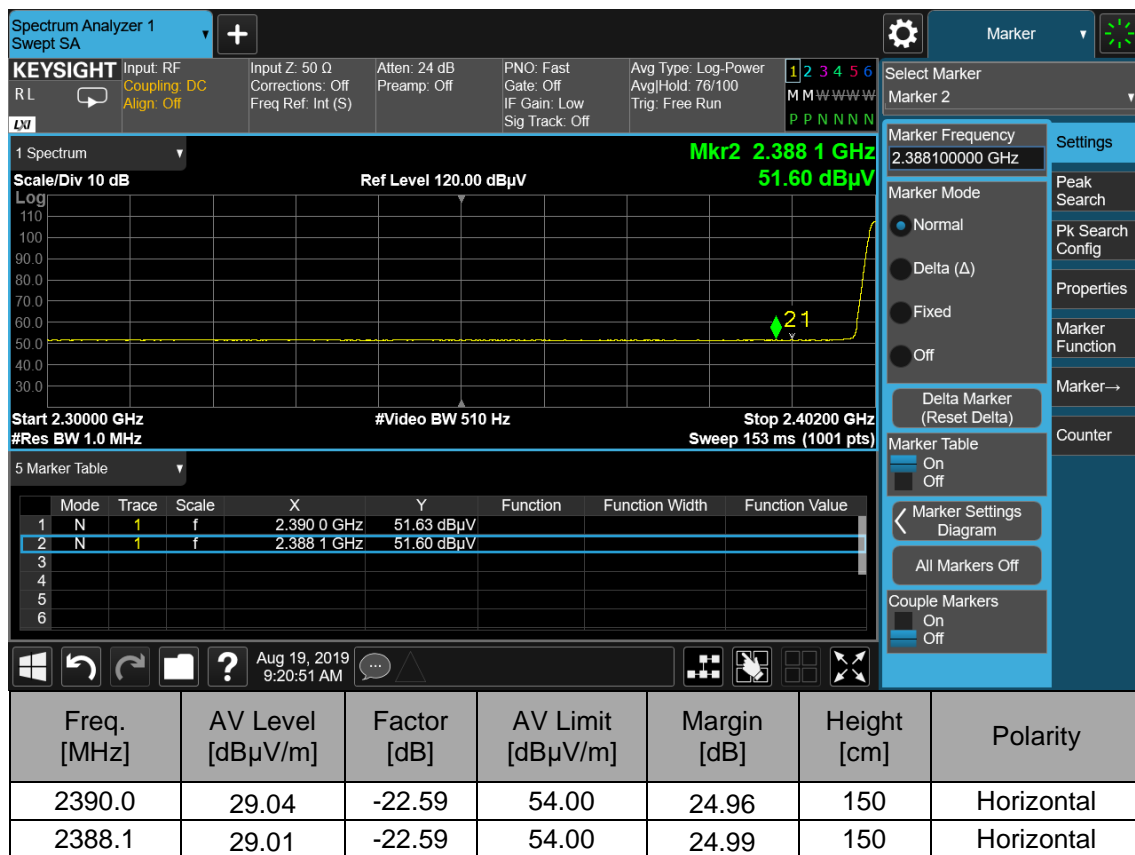 Spectrum Analyzer 1
Swept SA
+
Marker
KEYSIGHT
RL
LXI
Input: RF
Coupling: DC
Align: Off
Input Z: 50 Ω
Corrections: Off
Freq Ref: Int (S)
Atten: 24 dB
Preamp: Off
PNO: Fast
Gate: Off
IF Gain: Low
Sig Track: Off
Avg Type: Log-Power
Avg|Hold: 76/100
Trig: Free Run
1 2 3 4 5 6
M M W W W W
P P N N N N
Select Marker
Marker 2
1 Spectrum
Scale/Div 10 dB
Log
Ref Level 120.00 dBµV
Mkr2 2.388 1 GHz
51.60 dBµV
110
100
90.0
80.0
70.0
60.0
50.0
40.0
30.0
2 1
Start 2.30000 GHz
#Video BW 510 Hz
Stop 2.40200 GHz
#Res BW 1.0 MHz
Sweep 153 ms (1001 pts)
5 Marker Table
Mode Trace Scale X Y Function Function Width Function Value
1 N 1 f 2.390 0 GHz 51.63 dBµV
2 N 1 f 2.388 1 GHz 51.60 dBµV
3
4
5
6
Marker Frequency
2.388100000 GHz
Marker Mode
Normal
Delta (Δ)
Fixed
Off
Delta Marker
(Reset Delta)
Marker Table
On
Off
Marker Settings
Diagram
All Markers Off
Couple Markers
On
Off
Settings
Peak
Search
Pk Search
Config
Properties
Marker
Function
Marker→
Counter
?
Aug 19, 2019
9:20:51 AM
Freq. [MHz] AV Level [dBµV/m] Factor [dB] AV Limit [dBµV/m] Margin [dB] Height [cm] Polarity
2390.0 29.04 -22.59 54.00 24.96 150 Horizontal
2388.1 29.01 -22.59 54.00 24.99 150 Horizontal